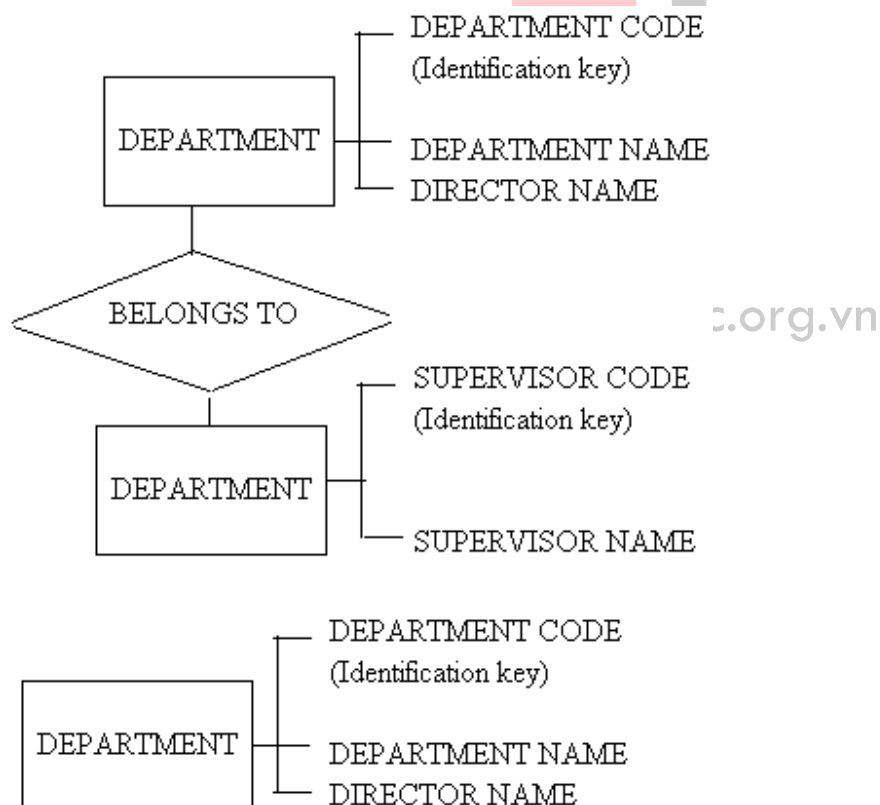 DEPARTMENT CODE
(Identification key)
DEPARTMENT
DEPARTMENT NAME
DIRECTOR NAME
BELONGS TO
c.org.vn
SUPERVISOR CODE
(Identification key)
DEPARTMENT
SUPERVISOR NAME
DEPARTMENT CODE
(Identification key)
DEPARTMENT
DEPARTMENT NAME
DIRECTOR NAME